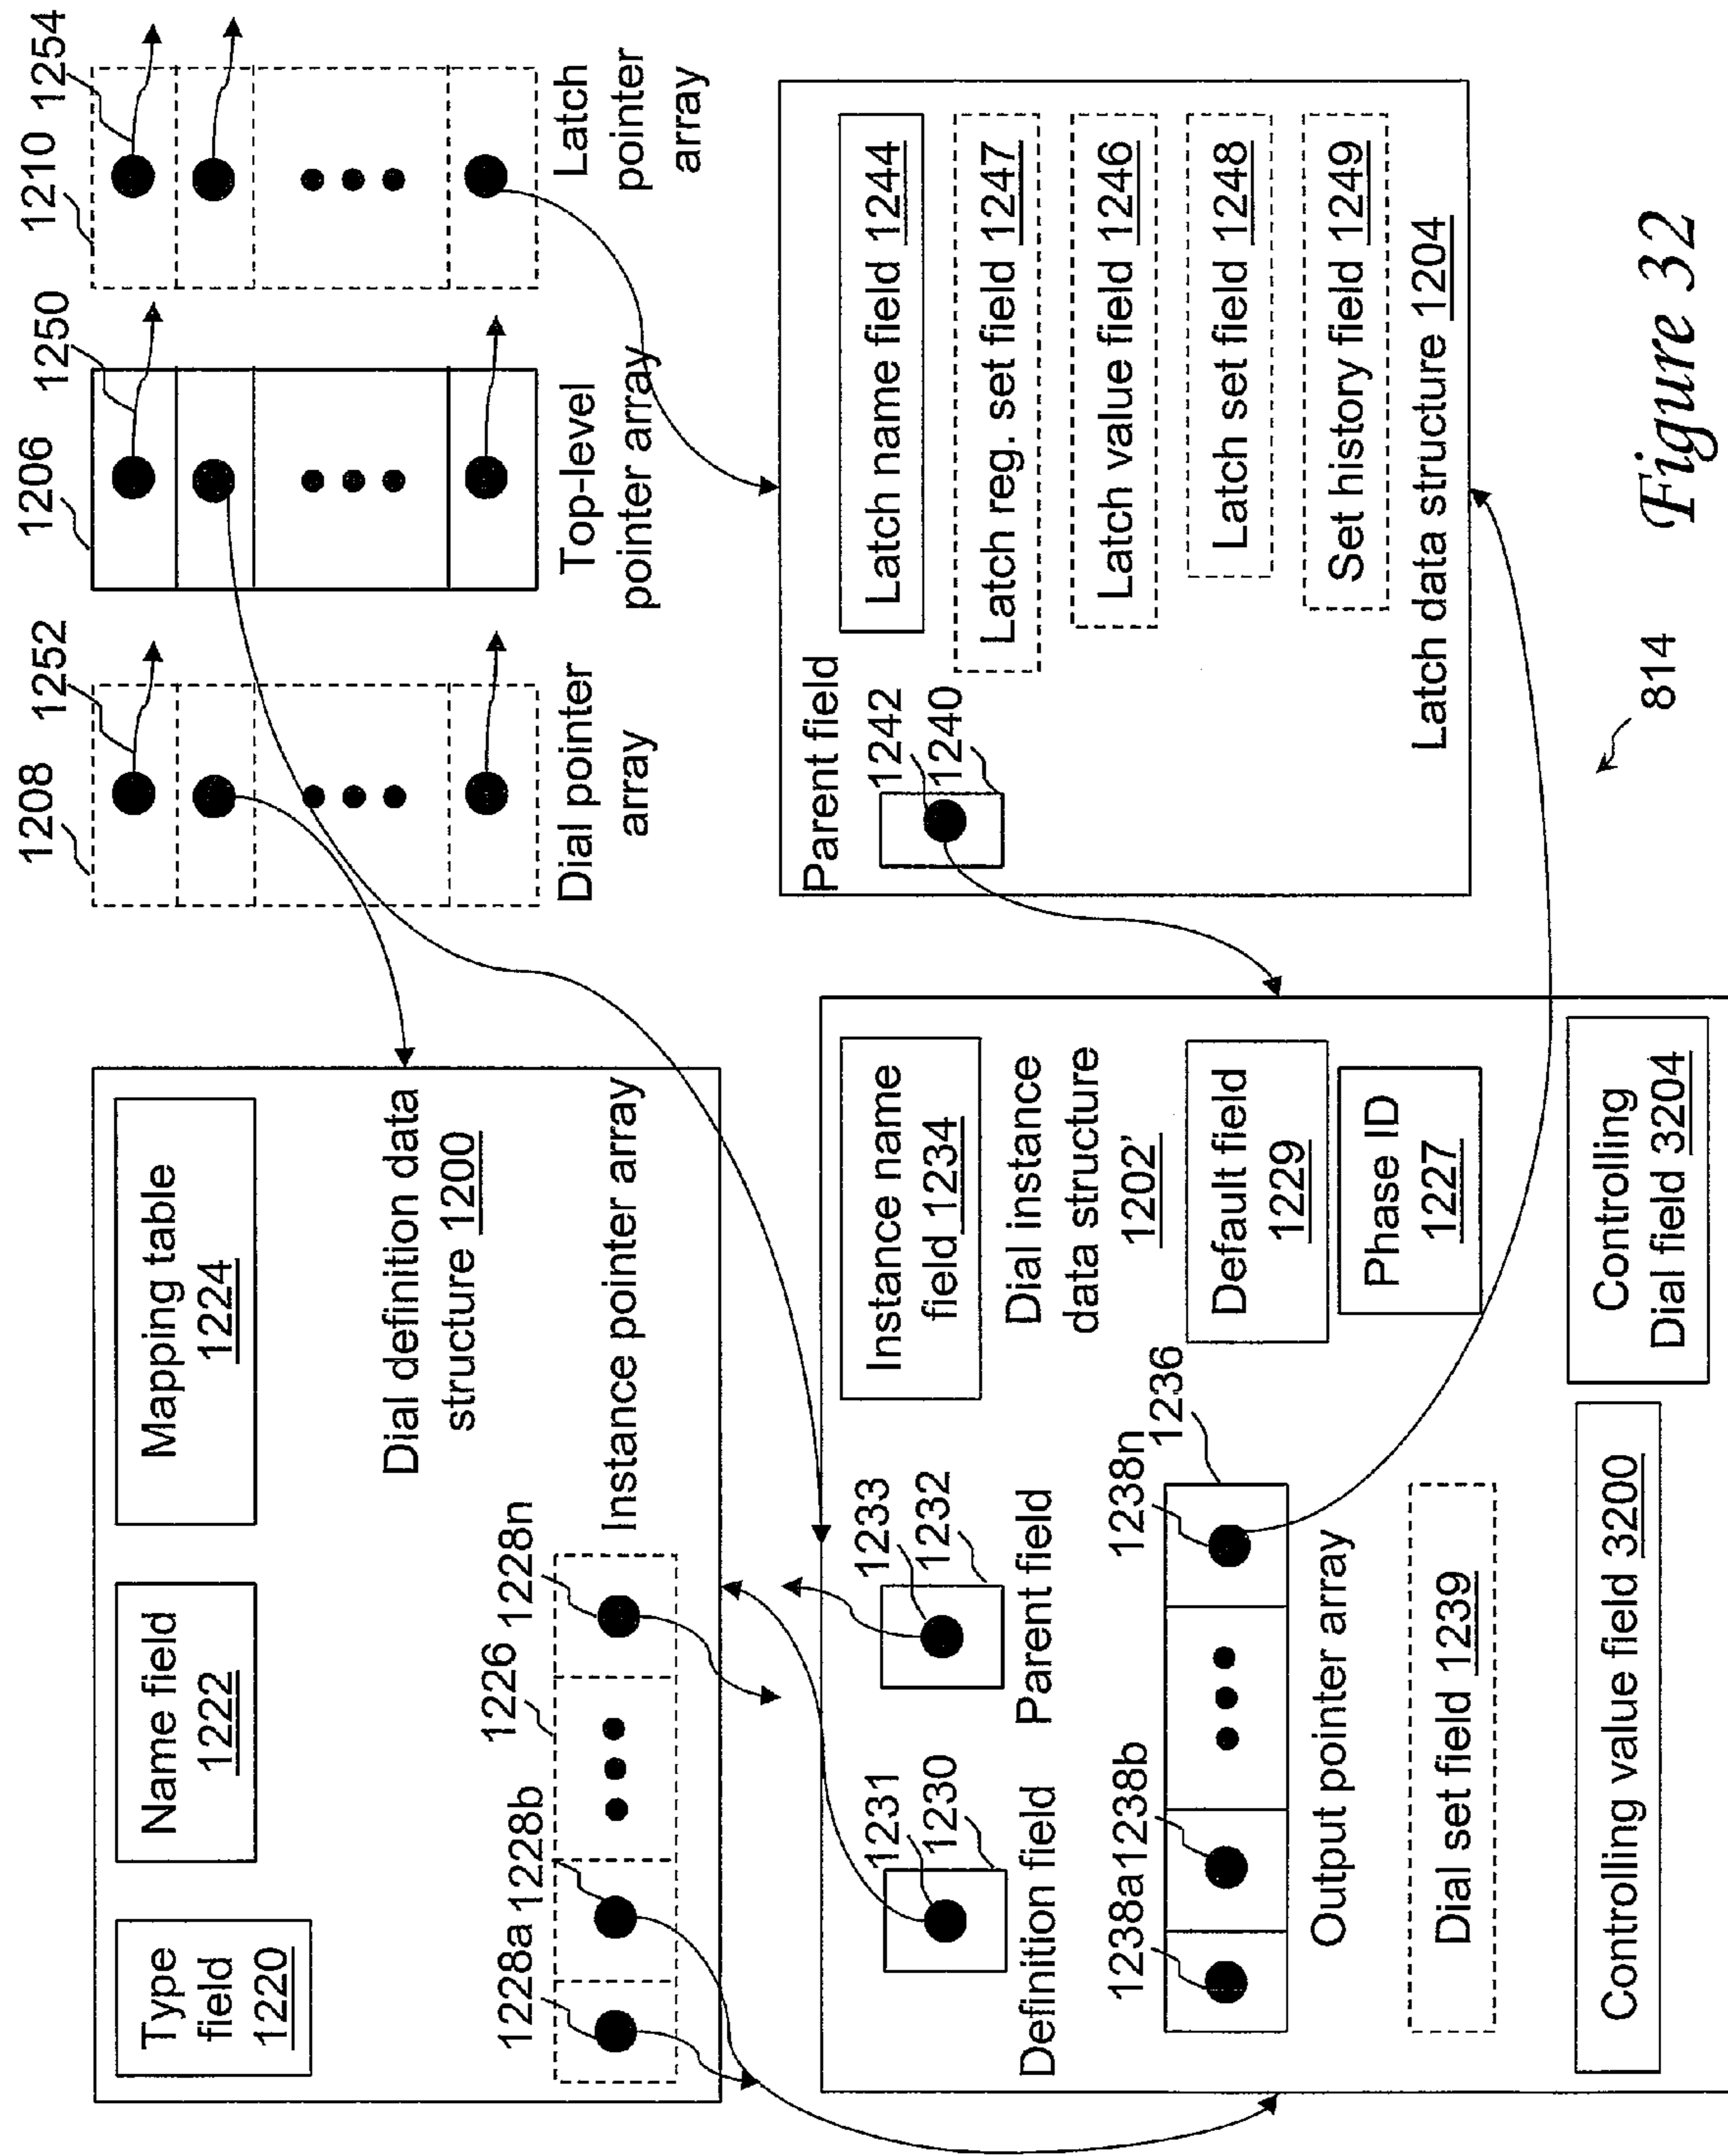 Type
field
1220
Name field
1222
Mapping table
1224
Dial definition data
structure 1200
Instance pointer array
1228a
1228b
1226
1228n
1208
1252
Dial pointer
array
1206
1250
Top-level
pointer array
1210
1254
Latch
pointer
array
1231
1230
Definition field
1233
1232
Parent field
Instance name
field 1234
Dial instance
data structure
1202'
1238a
1238b
1238n
1236
Output pointer array
Default field
1229
Phase ID
1227
Dial set field 1239
Controlling value field 3200
Controlling
Dial field 3204
Parent field
1242
1240
Latch name field 1244
Latch reg. set field 1247
Latch value field 1246
Latch set field 1248
Set history field 1249
Latch data structure 1204
814
Figure 32